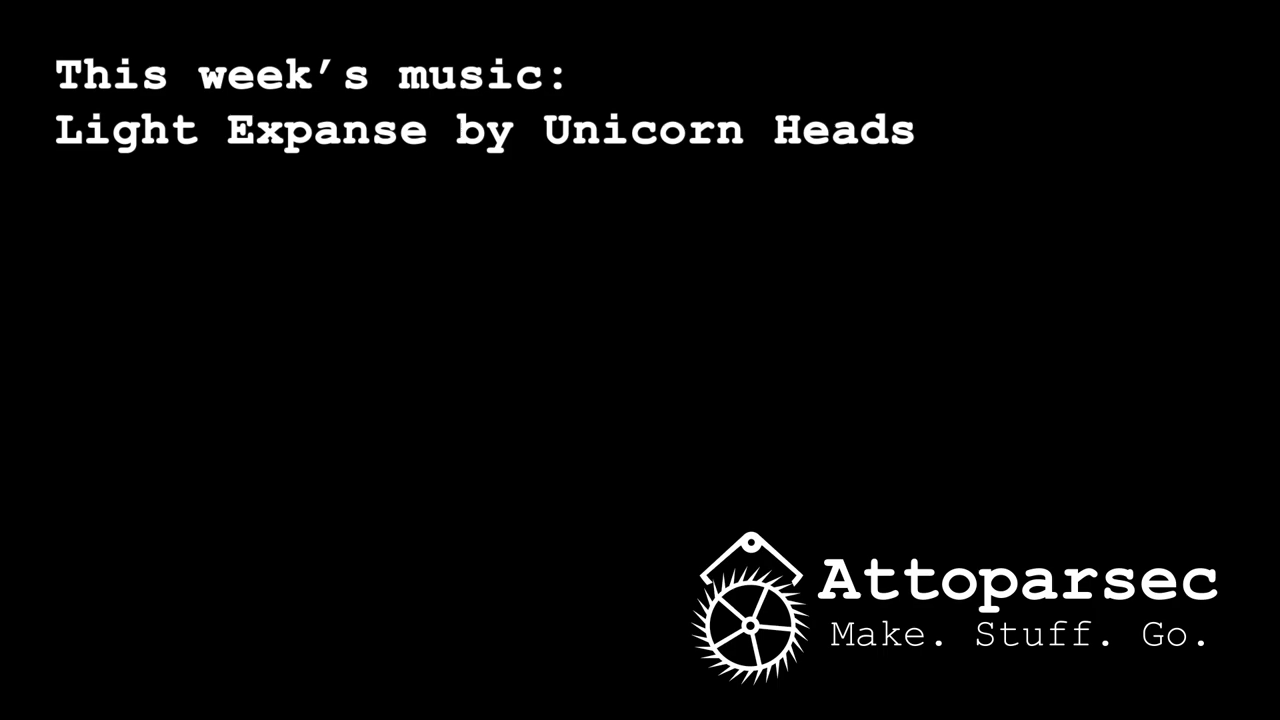 This week’s music:
Light Expanse by Unicorn Heads
Attoparsec
Make. Stuff. Go.